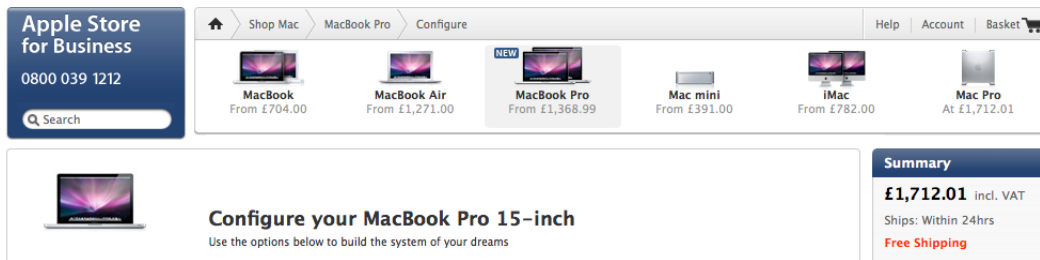 Apple Store
for Business
0800 039 1212
Search
Shop Mac
MacBook Pro
Configure
Help
Account
Basket
MacBook
From £704.00
MacBook Air
From £1,271.00
NEW
MacBook Pro
From £1,368.99
Mac mini
From £391.00
iMac
From £782.00
Mac Pro
At £1,712.01
Configure your MacBook Pro 15-inch
Use the options below to build the system of your dreams
Summary
£1,712.01 incl. VAT
Ships: Within 24hrs
Free Shipping